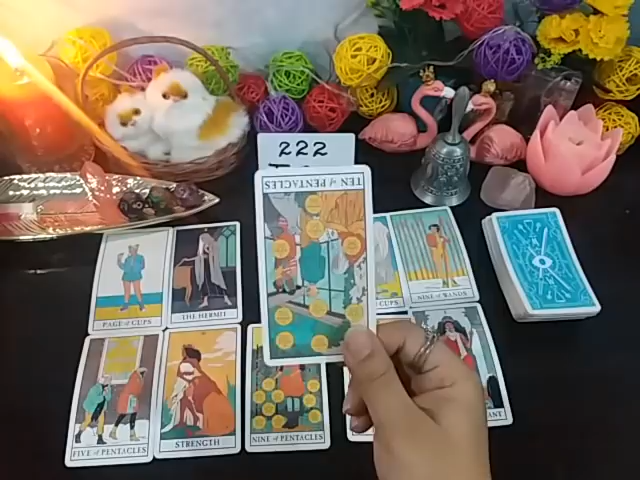 222
TEN of PENTACLES
PAGE of CUPS
THE HERMIT
NINE of WANDS
FIVE of PENTACLES
STRENGTH
NINE of PENTACLES